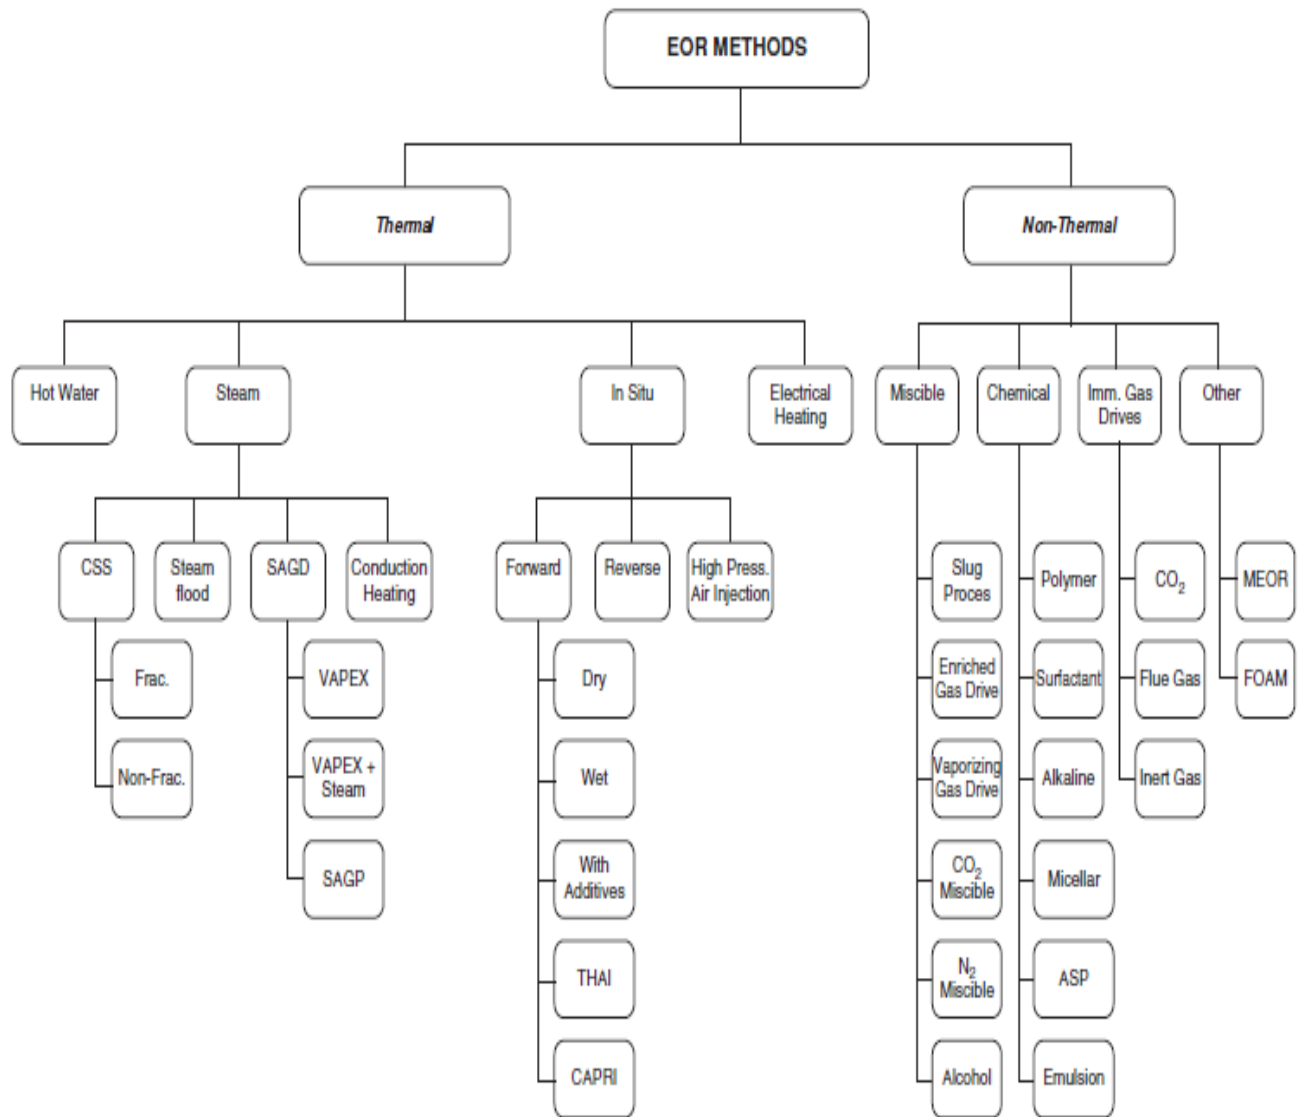 EOR METHODS
Thermal
Non-Thermal
Hot Water
Steam
In Situ
Electrical
Heating
Miscible
Chemical
Imm. Gas
Drives
Other
CSS
Steam
flood
SAGD
Conduction
Heating
Forward
Reverse
High Press.
Air Injection
Slug
Proces
Polymer
CO2
MEOR
Frac.
VAPEX
Dry
Enriched
Gas Drive
Surfactant
Flue Gas
FOAM
Non-Frac.
VAPEX +
Steam
Wet
Vaporizing
Gas Drive
Alkaline
Inert Gas
SAGP
With
Additives
CO2
Miscible
Micellar
THAI
N2
Miscible
ASP
CAPRI
Alcohol
Emulsion